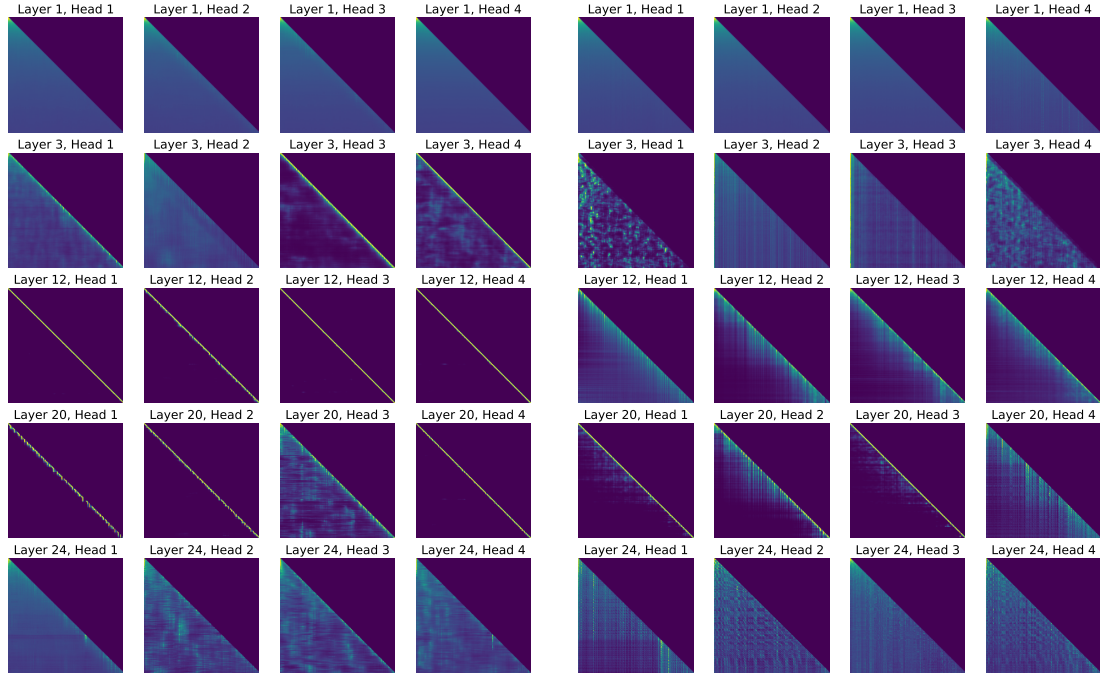 Layer 1, Head 1 Layer 1, Head 2 Layer 1, Head 3 Layer 1, Head 4 Layer 1, Head 1 Layer 1, Head 2 Layer 1, Head 3 Layer 1, Head 4
Layer 3, Head 1 Layer 3, Head 2 Layer 3, Head 3 Layer 3, Head 4 Layer 3, Head 1 Layer 3, Head 2 Layer 3, Head 3 Layer 3, Head 4
Layer 12, Head 1 Layer 12, Head 2 Layer 12, Head 3 Layer 12, Head 4 Layer 12, Head 1 Layer 12, Head 2 Layer 12, Head 3 Layer 12, Head 4
Layer 20, Head 1 Layer 20, Head 2 Layer 20, Head 3 Layer 20, Head 4 Layer 20, Head 1 Layer 20, Head 2 Layer 20, Head 3 Layer 20, Head 4
Layer 24, Head 1 Layer 24, Head 2 Layer 24, Head 3 Layer 24, Head 4 Layer 24, Head 1 Layer 24, Head 2 Layer 24, Head 3 Layer 24, Head 4